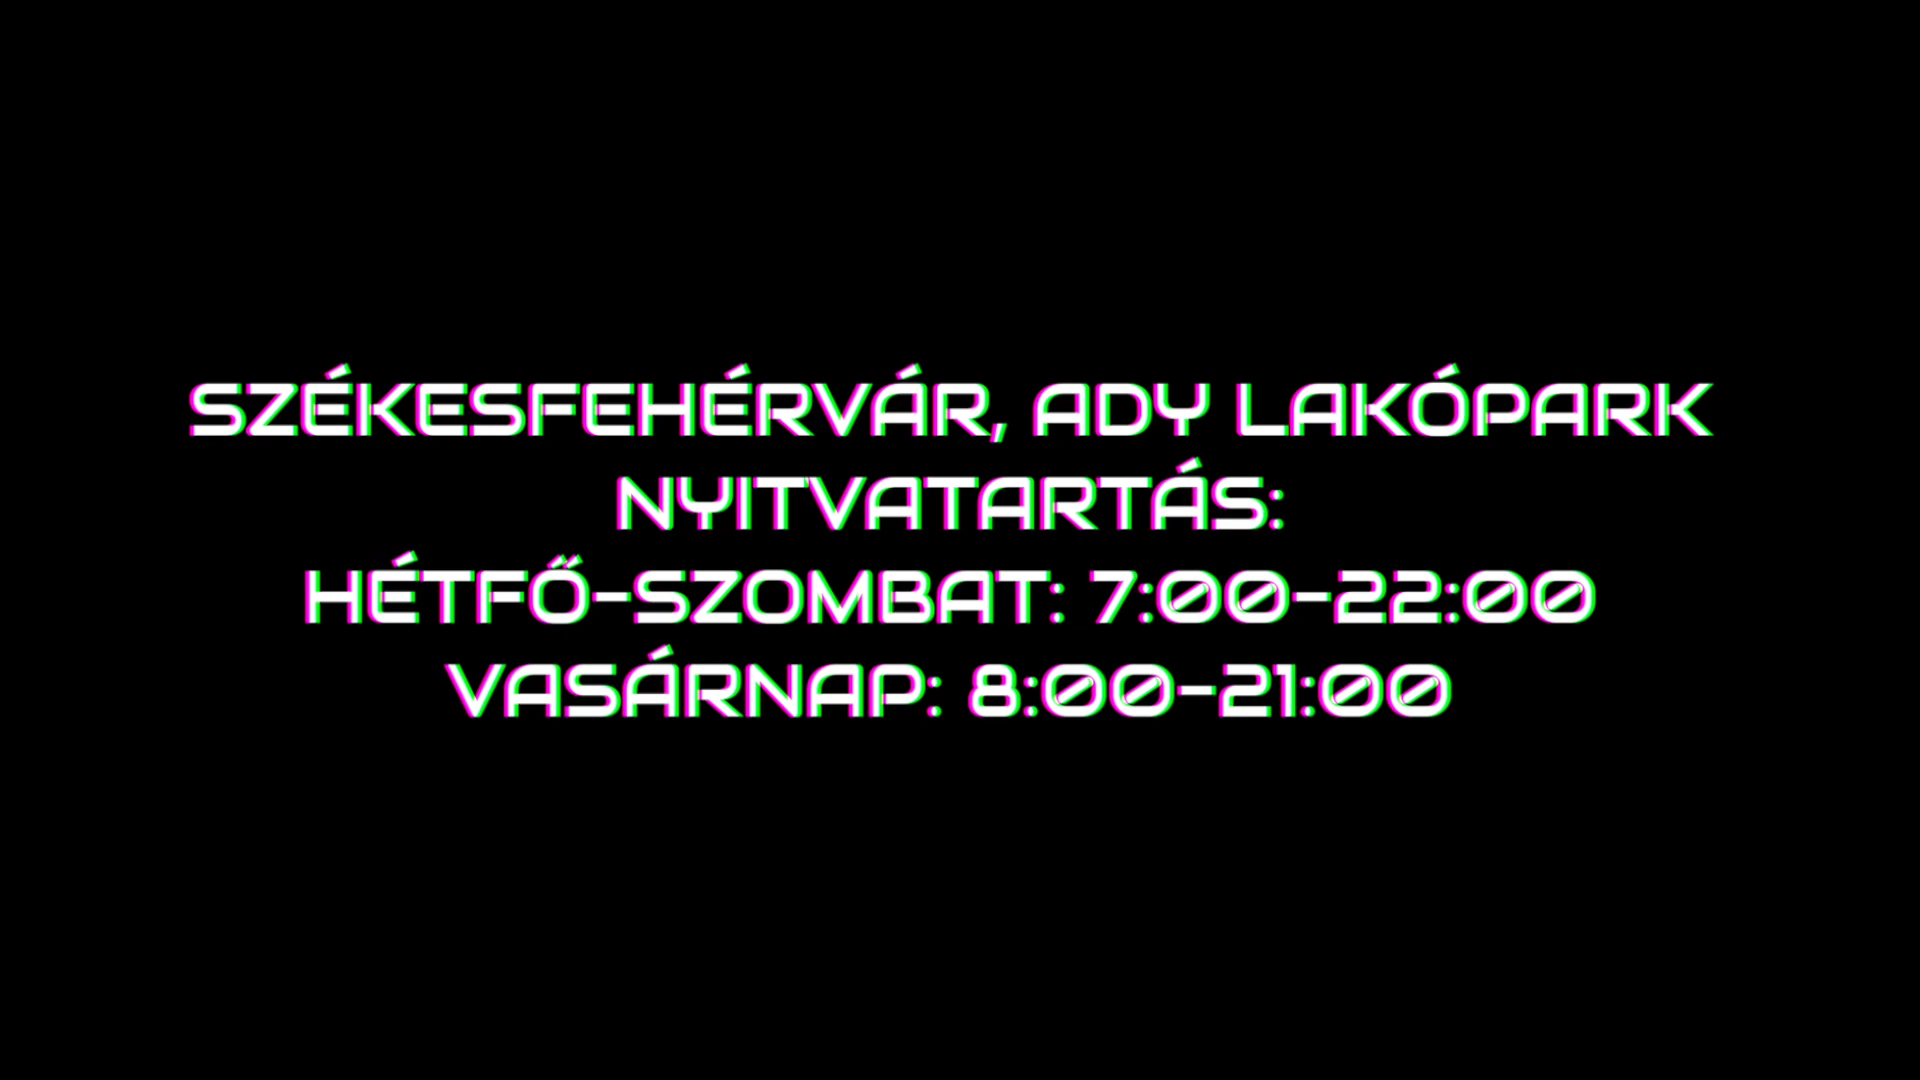 SZÉKESFEHÉRVÁR, ADY LAKÓPARK
NYITVATARTÁS:
HÉTFŐ-SZOMBAT: 7:00-22:00
VASÁRNAP: 8:00-21:00